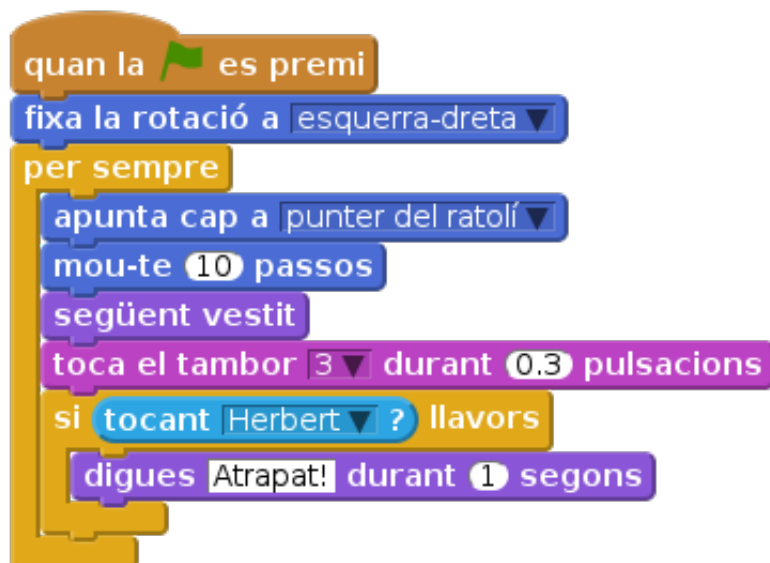 quan la es premi
fixa la rotació a esquerra-dreta
per sempre
apunta cap a punter del ratolí
mou-te 10 passos
següent vestit
toca el tambor 3 durant 0.3 pulsacions
si tocant Herbert ? llavors
digues Atrapat! durant 1 segons